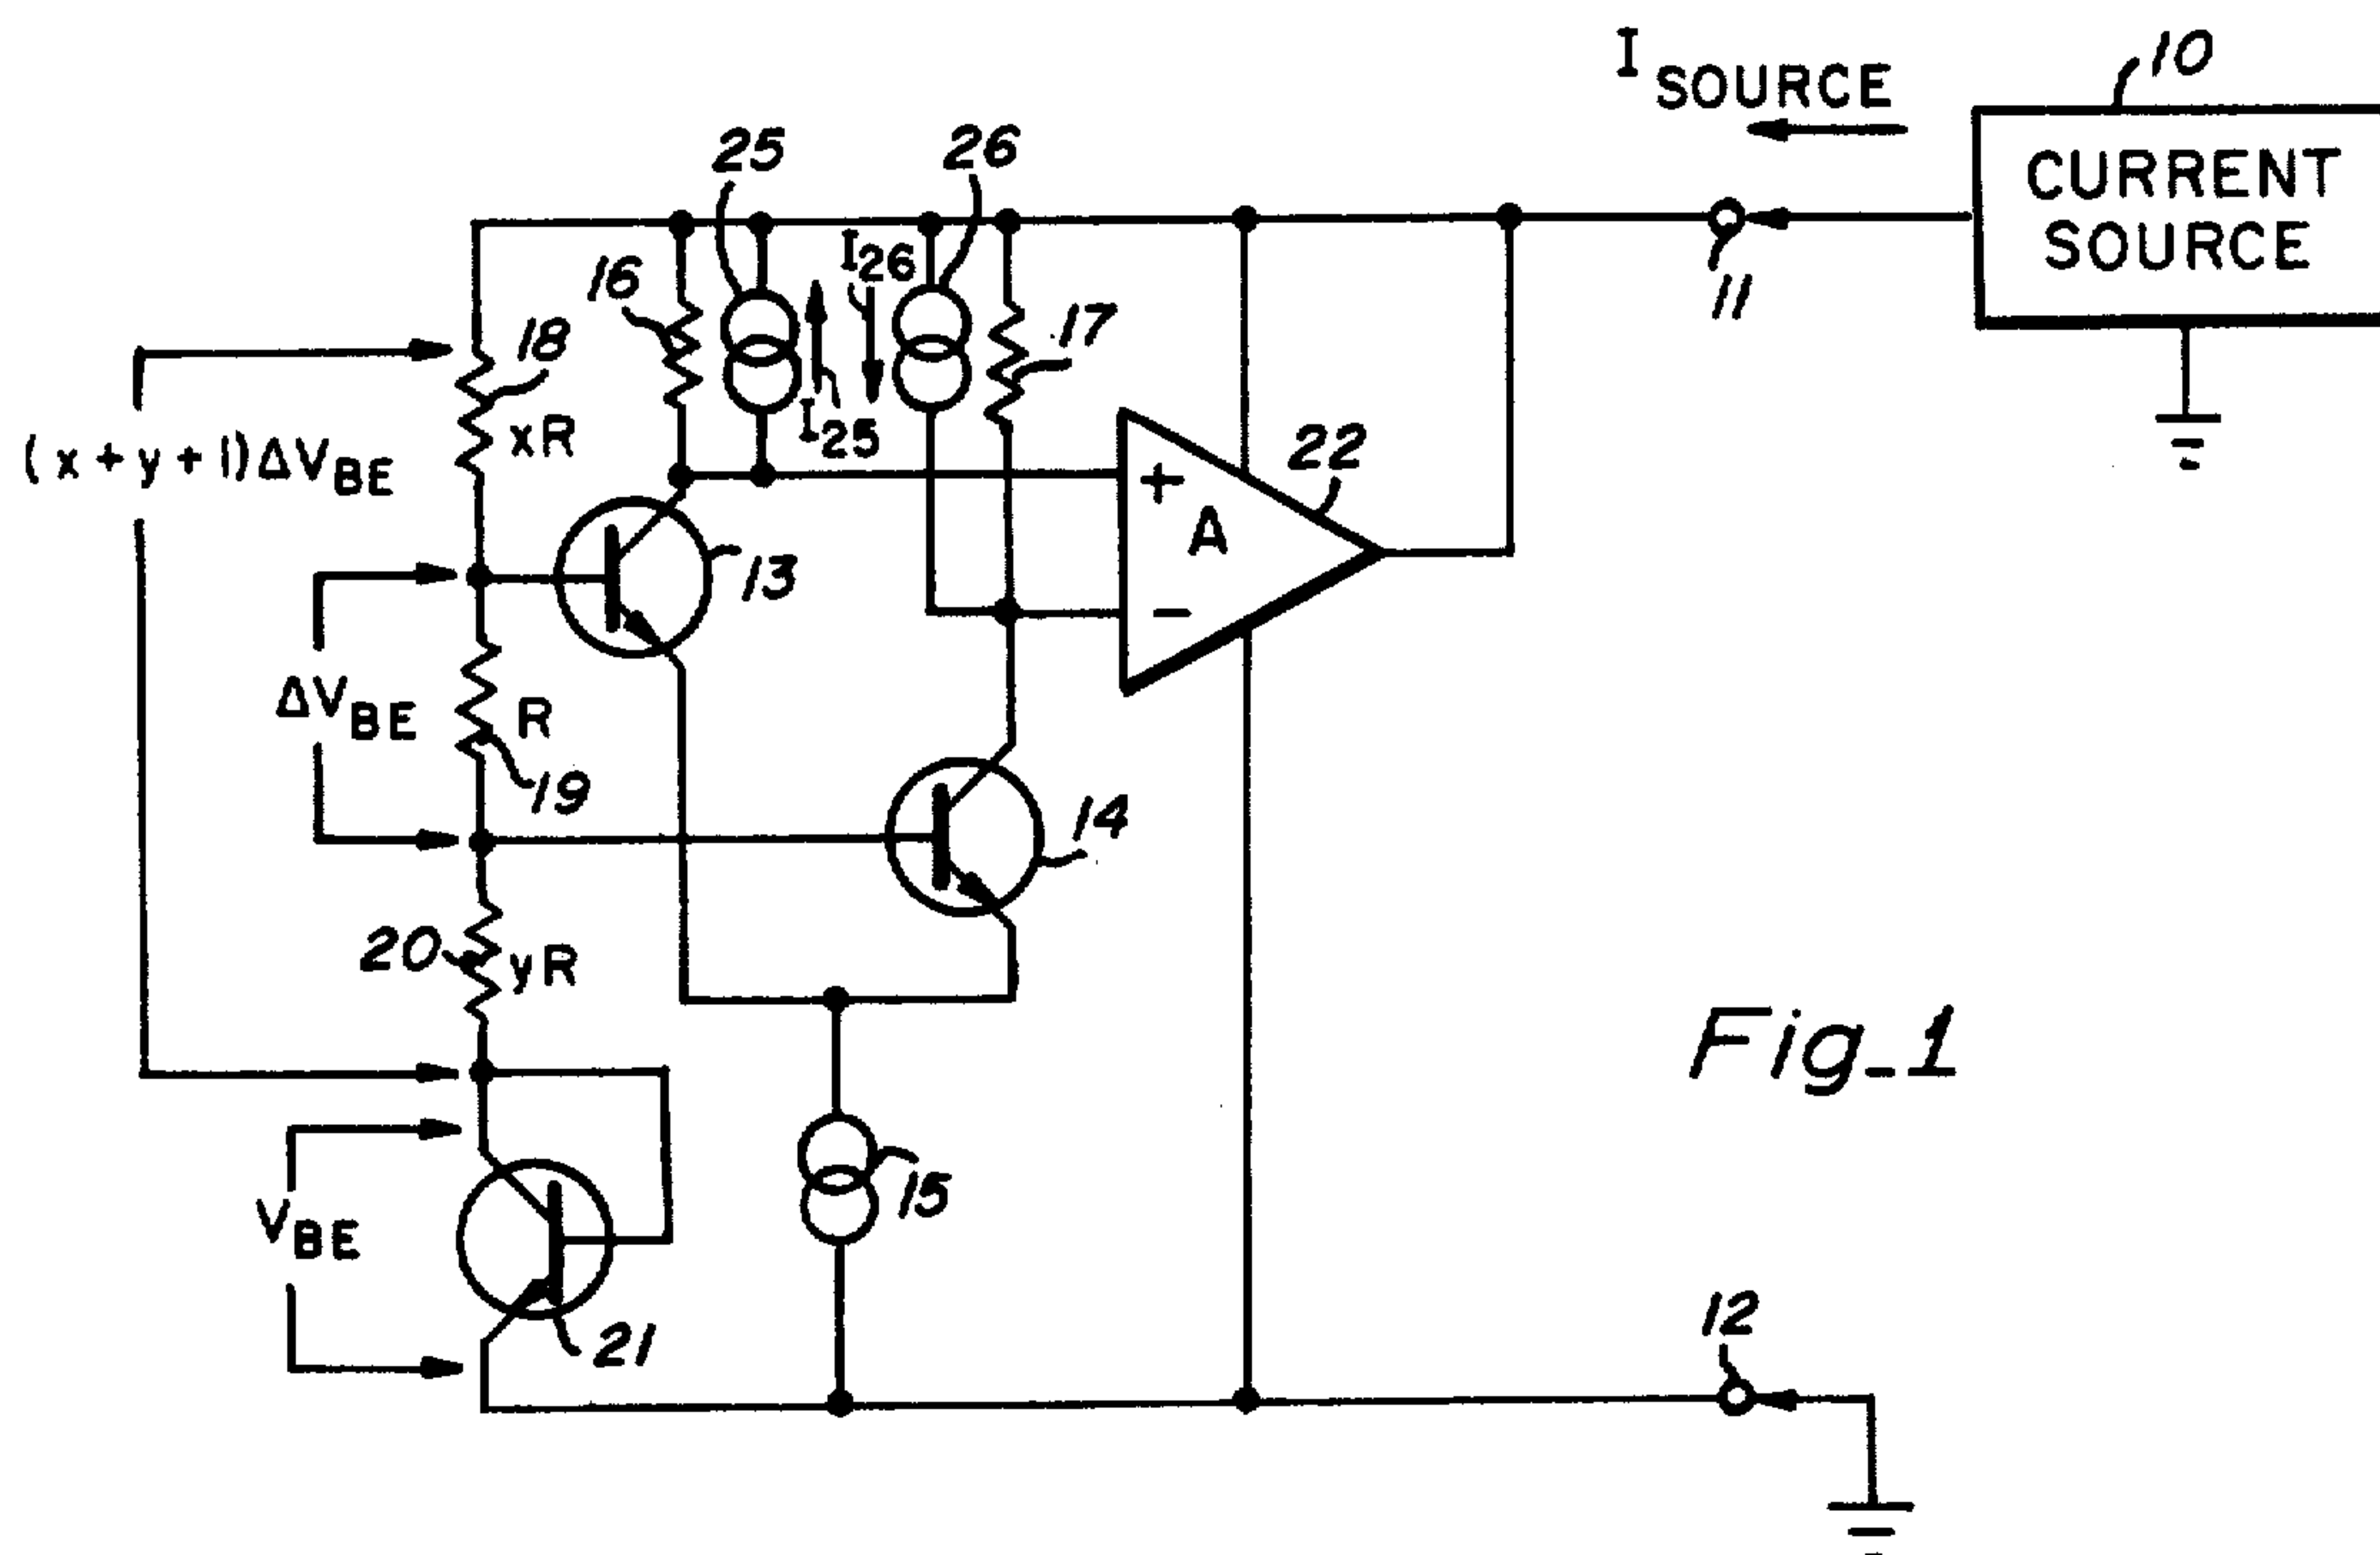 I SOURCE
10
CURRENT
SOURCE
11
25
26
I26
16
17
18
xR
I25
(x+y+1)ΔVBE
22
+
A
−
13
ΔVBE
R
19
14
20
yR
15
Fig_1
VBE
21
12